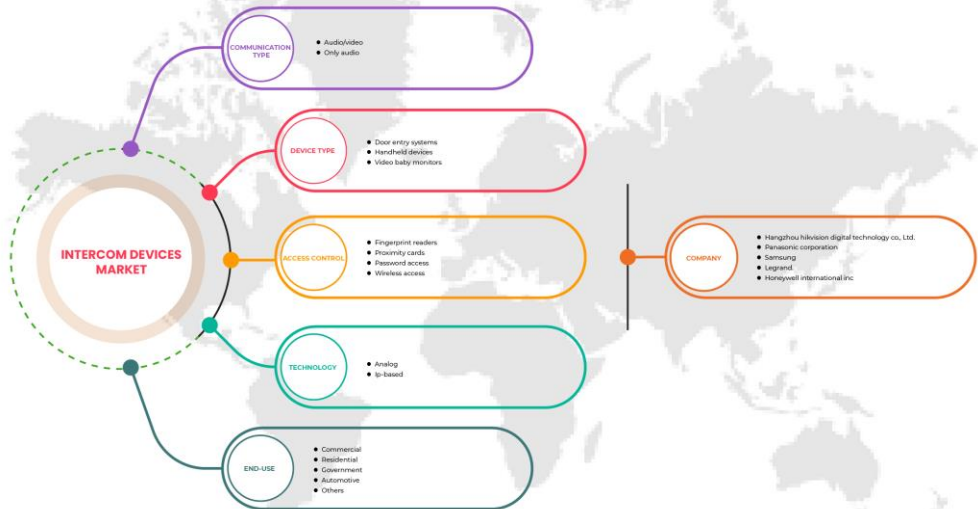 COMMUNICATION
TYPE
Audio/video
Only audio
DEVICE TYPE
Door entry systems
Handheld devices
Video baby monitors
INTERCOM DEVICES
MARKET
ACCESS CONTROL
Fingerprint readers
Proximity cards
Password access
Wireless access
COMPANY
Hangzhou hikvision digital technology co,. Ltd.
Panasonic corporation
Samsung
Legrand
Honeywell international inc
TECHNOLOGY
Analog
Ip-based
END-USE
Commercial
Residential
Government
Automotive
Others